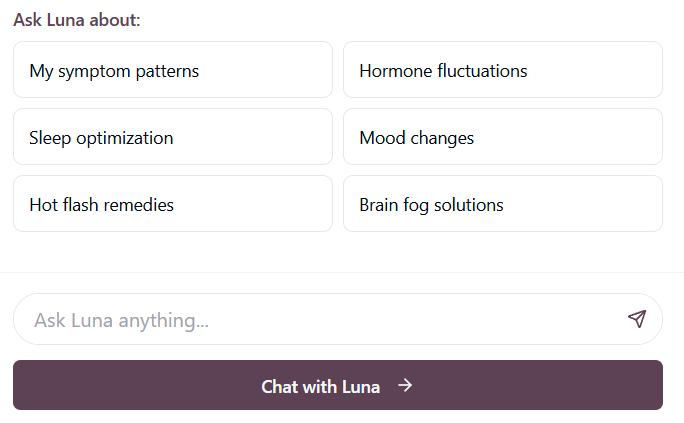 Ask Luna about:
My symptom patterns
Hormone fluctuations
Sleep optimization
Mood changes
Hot flash remedies
Brain fog solutions
Ask Luna anything...
Chat with Luna →